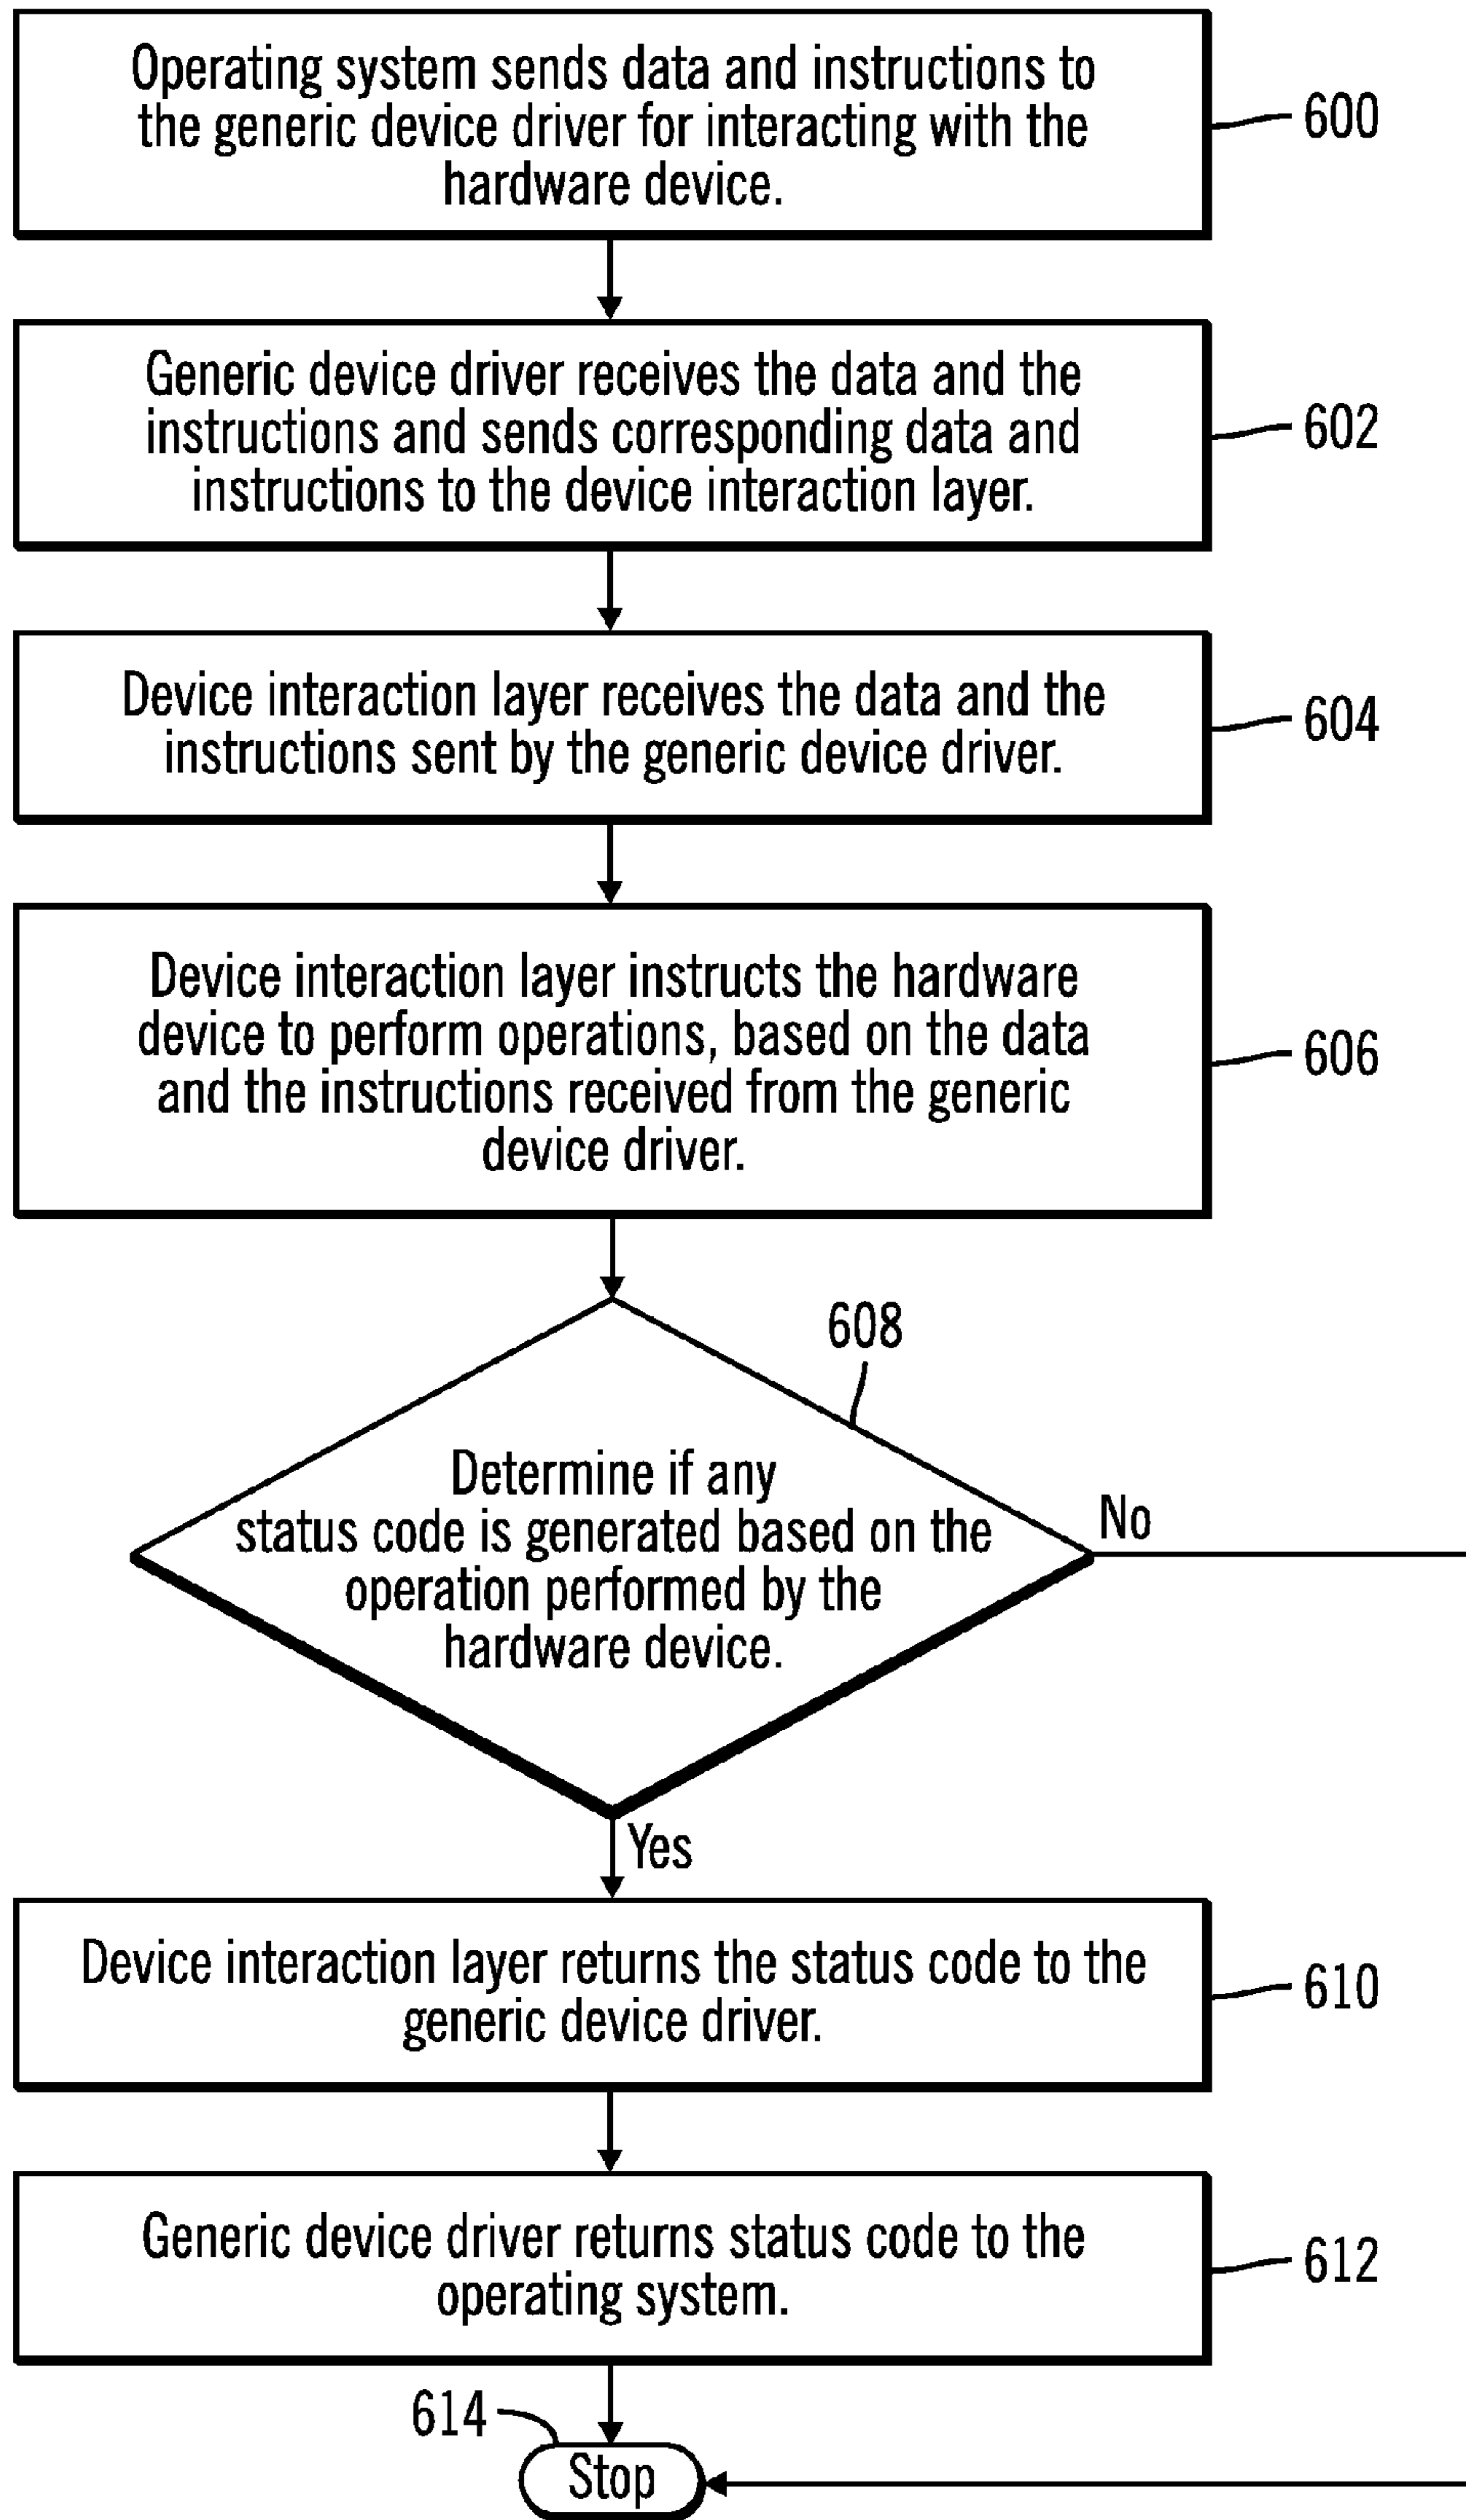 Operating system sends data and instructions to
the generic device driver for interacting with the
hardware device.
600
Generic device driver receives the data and the
instructions and sends corresponding data and
instructions to the device interaction layer.
602
Device interaction layer receives the data and the
instructions sent by the generic device driver.
604
Device interaction layer instructs the hardware
device to perform operations, based on the data
and the instructions received from the generic
device driver.
606
608
Determine if any
status code is generated based on the
operation performed by the
hardware device.
No
Yes
Device interaction layer returns the status code to the
generic device driver.
610
Generic device driver returns status code to the
operating system.
612
614
Stop